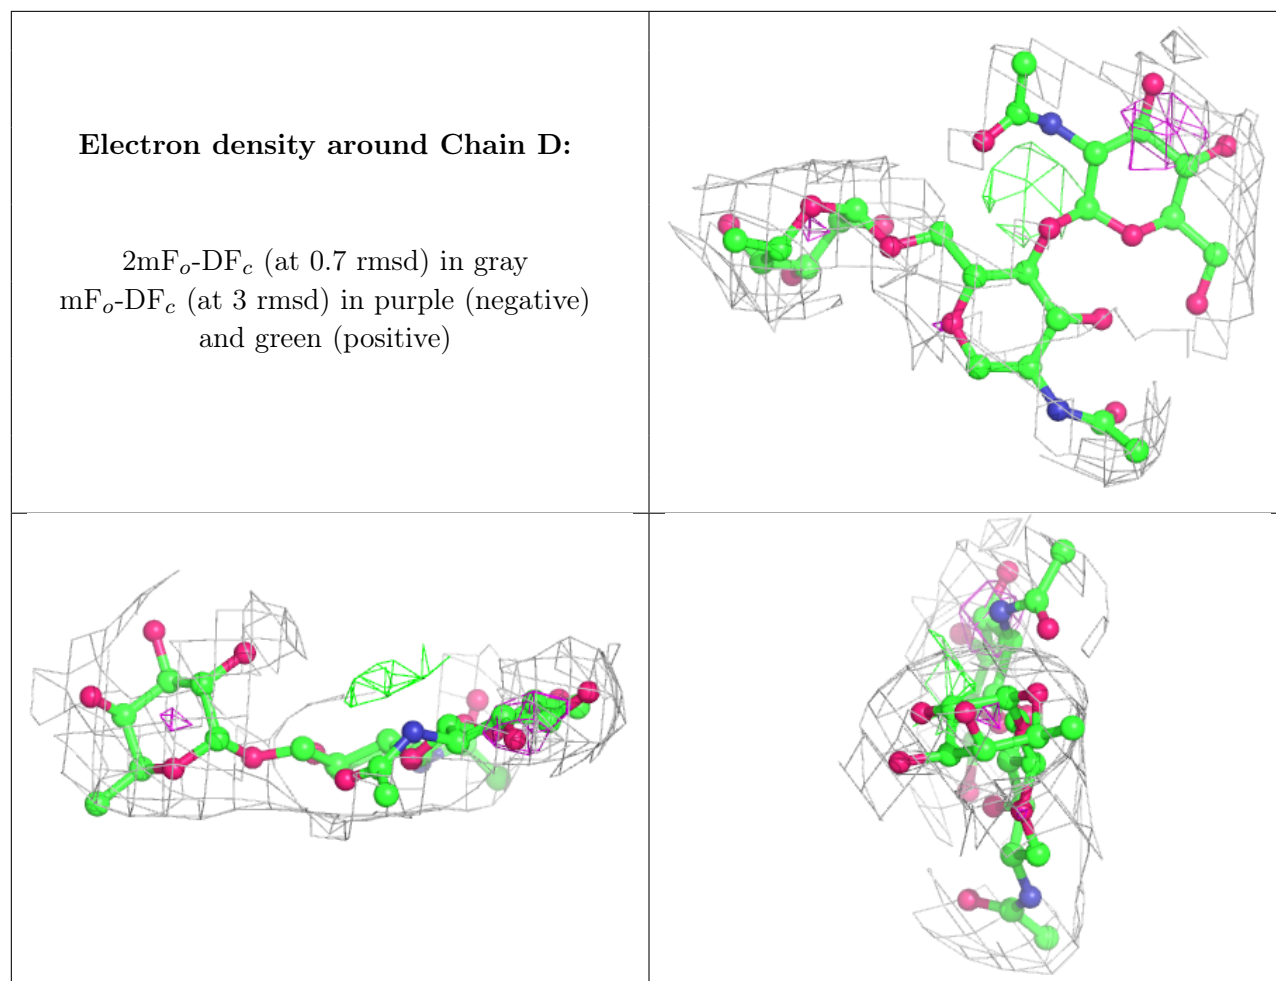 Electron density around Chain D:
2mFₒ-DF𝒸 (at 0.7 rmsd) in gray
mFₒ-DF𝒸 (at 3 rmsd) in purple (negative)
and green (positive)